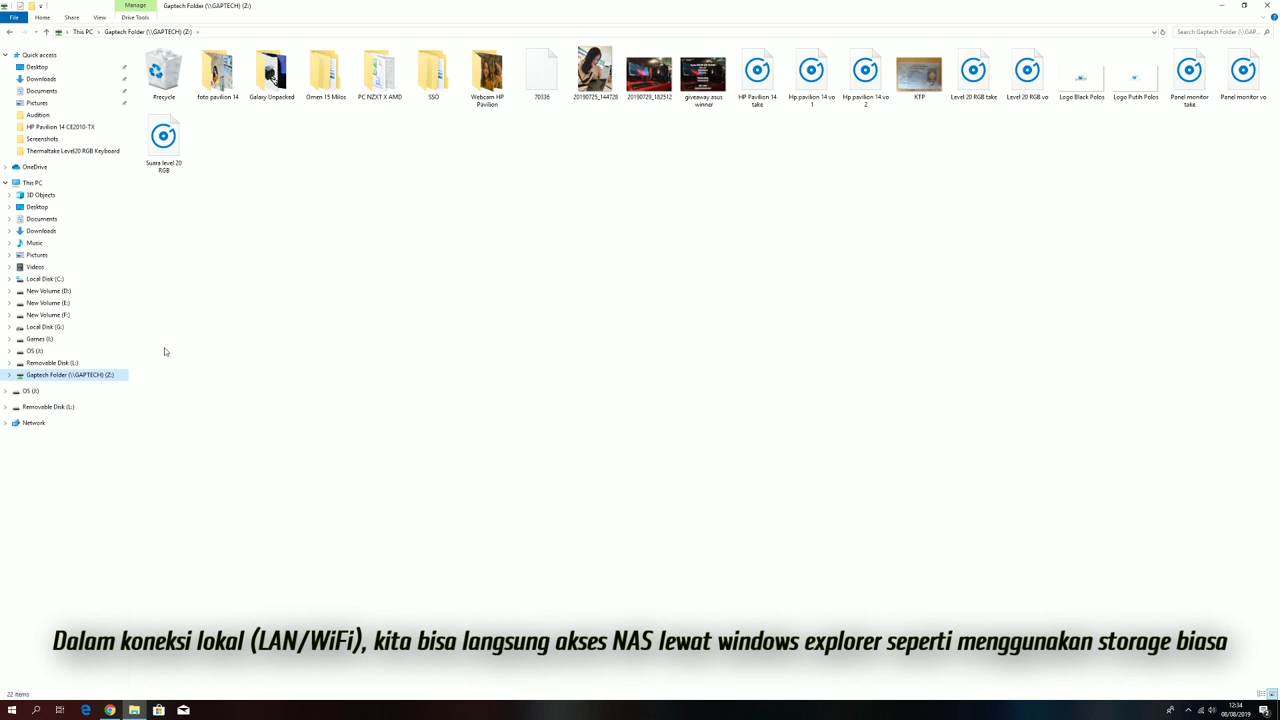 Manage
Gaptech Folder (\\GAPTECH) (Z:)
File
Home
Share
View
Drive Tools
This PC
Gaptech Folder (\\GAPTECH) (Z:)
Search Gaptech Folder (\\GAP...
Quick access
Desktop
Downloads
Documents
Pictures
Audition
HP Pavilion 14 CE2010-TX
Screenshots
Thermaltake Level20 RGB Keyboard
OneDrive
This PC
3D Objects
Desktop
Documents
Downloads
Music
Pictures
Videos
Local Disk (C:)
New Volume (D:)
New Volume (E:)
New Volume (F:)
Local Disk (G:)
Games (I:)
OS (J:)
Removable Disk (L:)
Gaptech Folder (\\GAPTECH) (Z:)
OS (J:)
Removable Disk (L:)
Network
foto pavilion 14
Galaxy Unpacked
Omen 15 Milos
PC NZXT X AMD
SSO
Webcam HP
Pavilion
70336
20190725_144728
20190729_182512
giveaway asus
winner
HP Pavilion 14
take
Hp pavilion 14 vo
1
Hp pavilion 14 vo
2
KTP
Level 20 RGB take
Level 20 RGB vo
Logo Black Polos
Logo Putih Polos
Panel monitor
take
Panel monitor vo
Suara level 20
RGB
Dalam koneksi lokal (LAN/WiFi), kita bisa langsung akses NAS lewat windows explorer seperti menggunakan storage biasa
22 items
12:34
08/08/2019